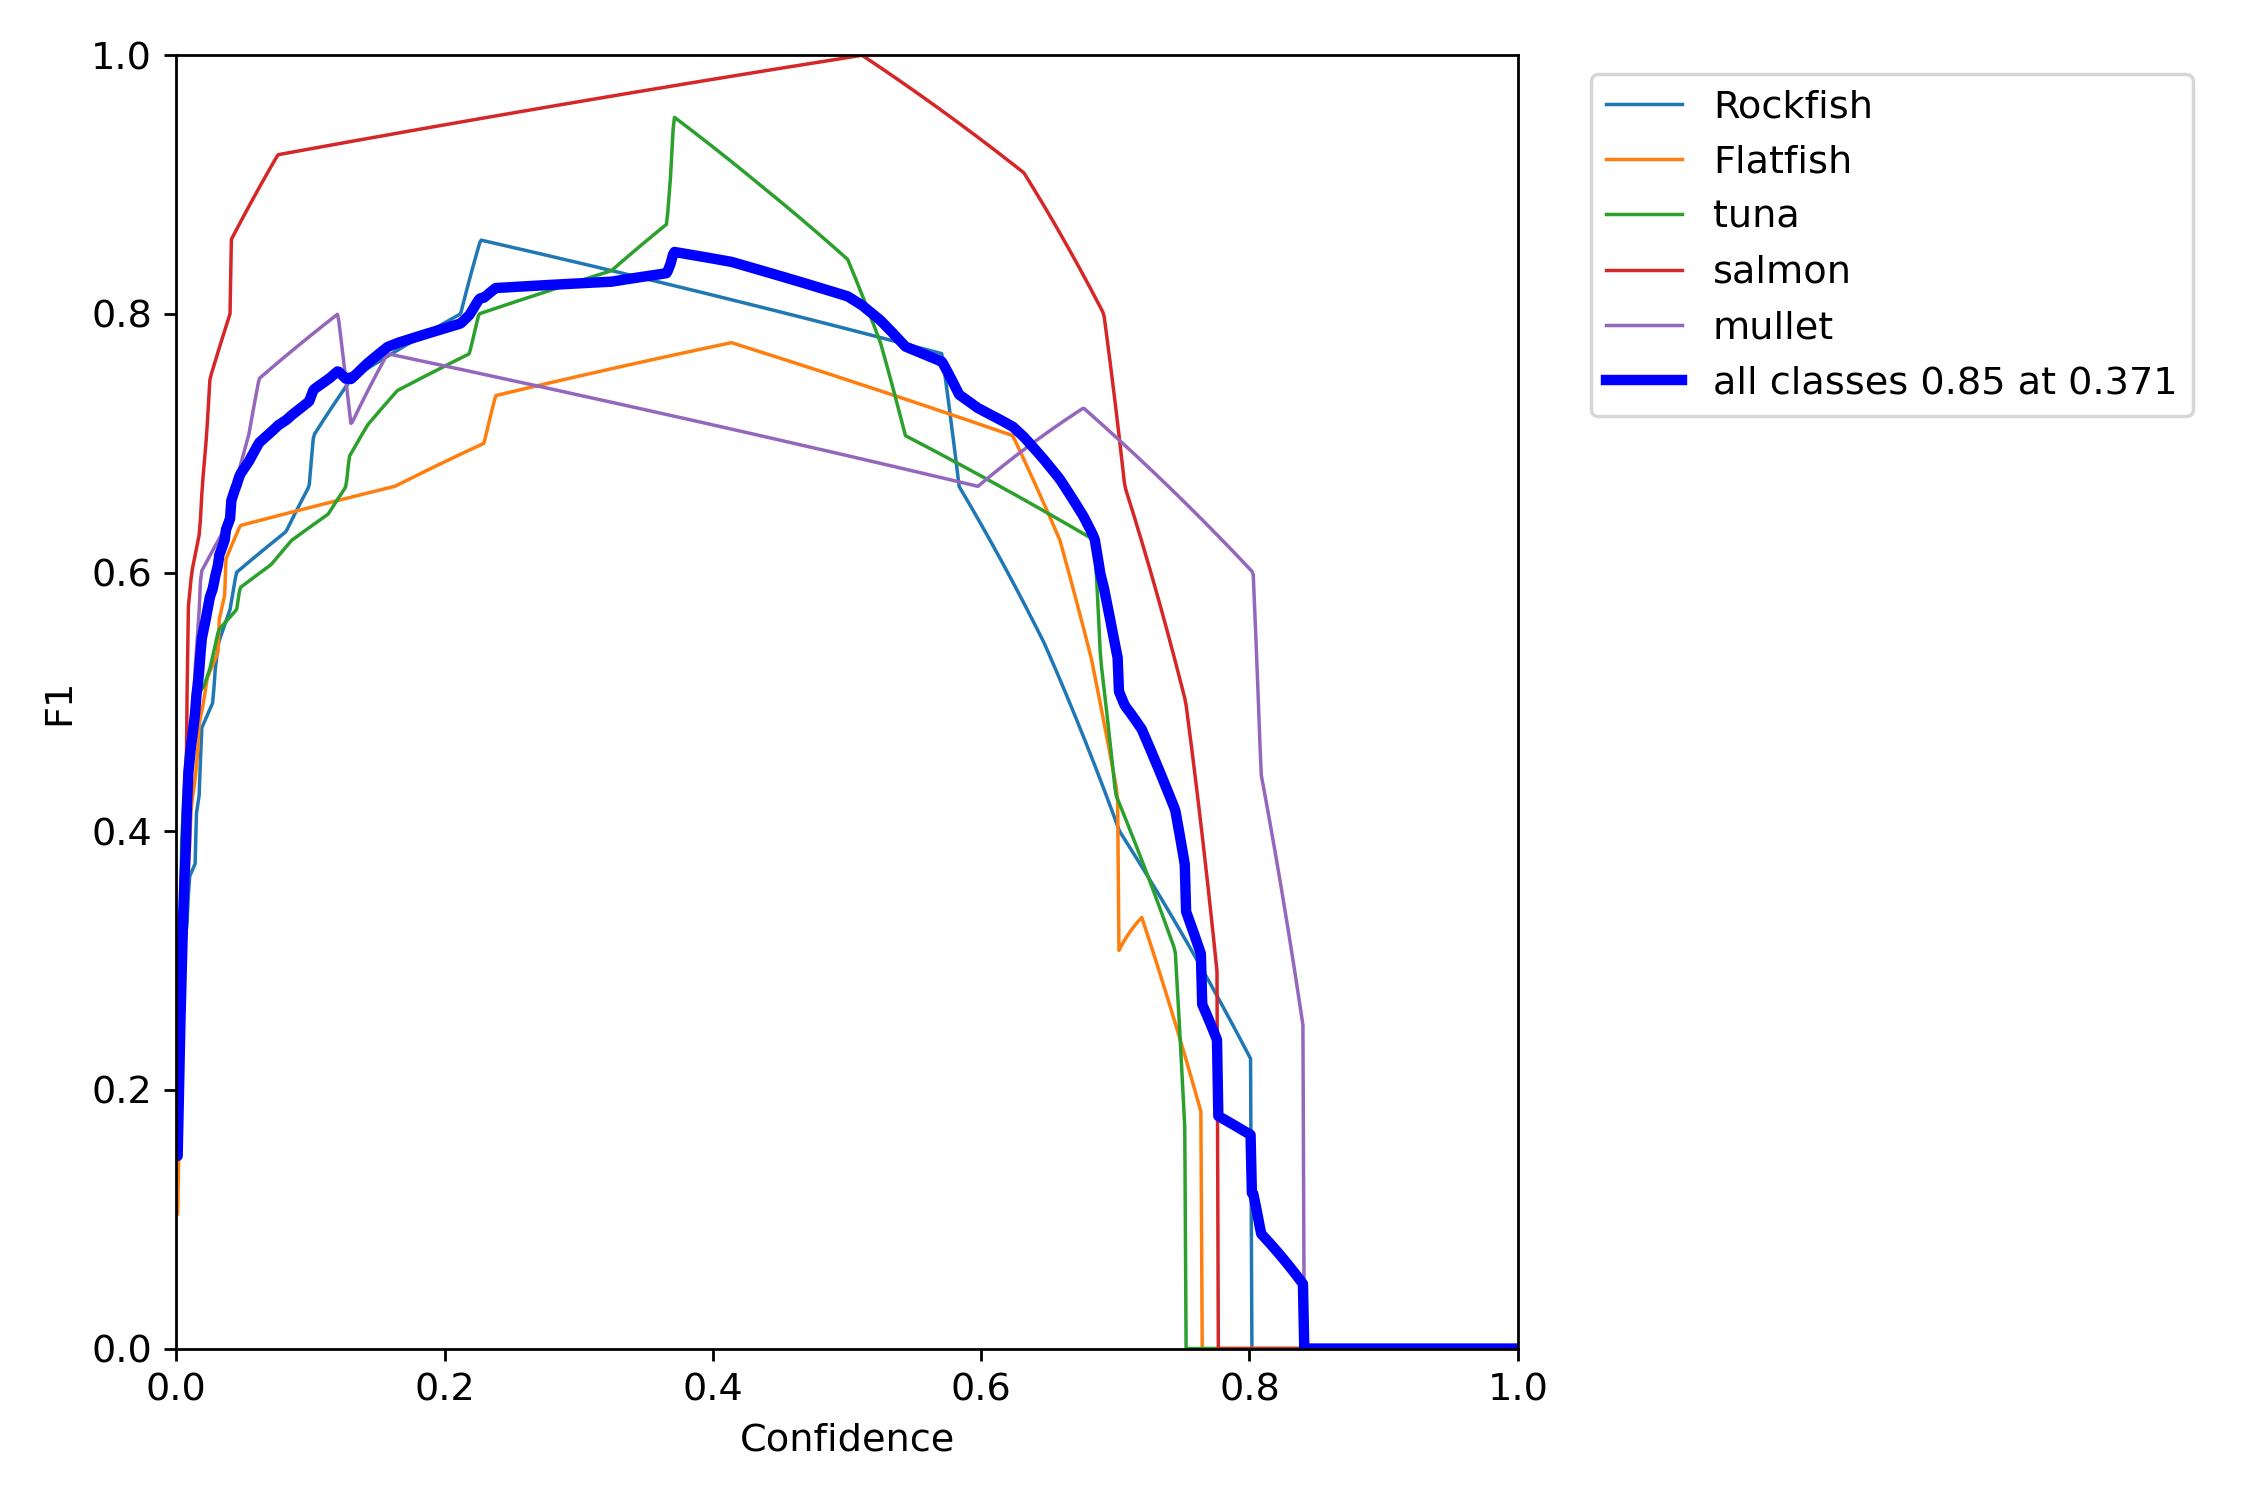 1.0
0.8
0.6
0.4
0.2
0.0
F1
0.0 0.2 0.4 0.6 0.8 1.0
Confidence
Rockfish
Flatfish
tuna
salmon
mullet
all classes 0.85 at 0.371